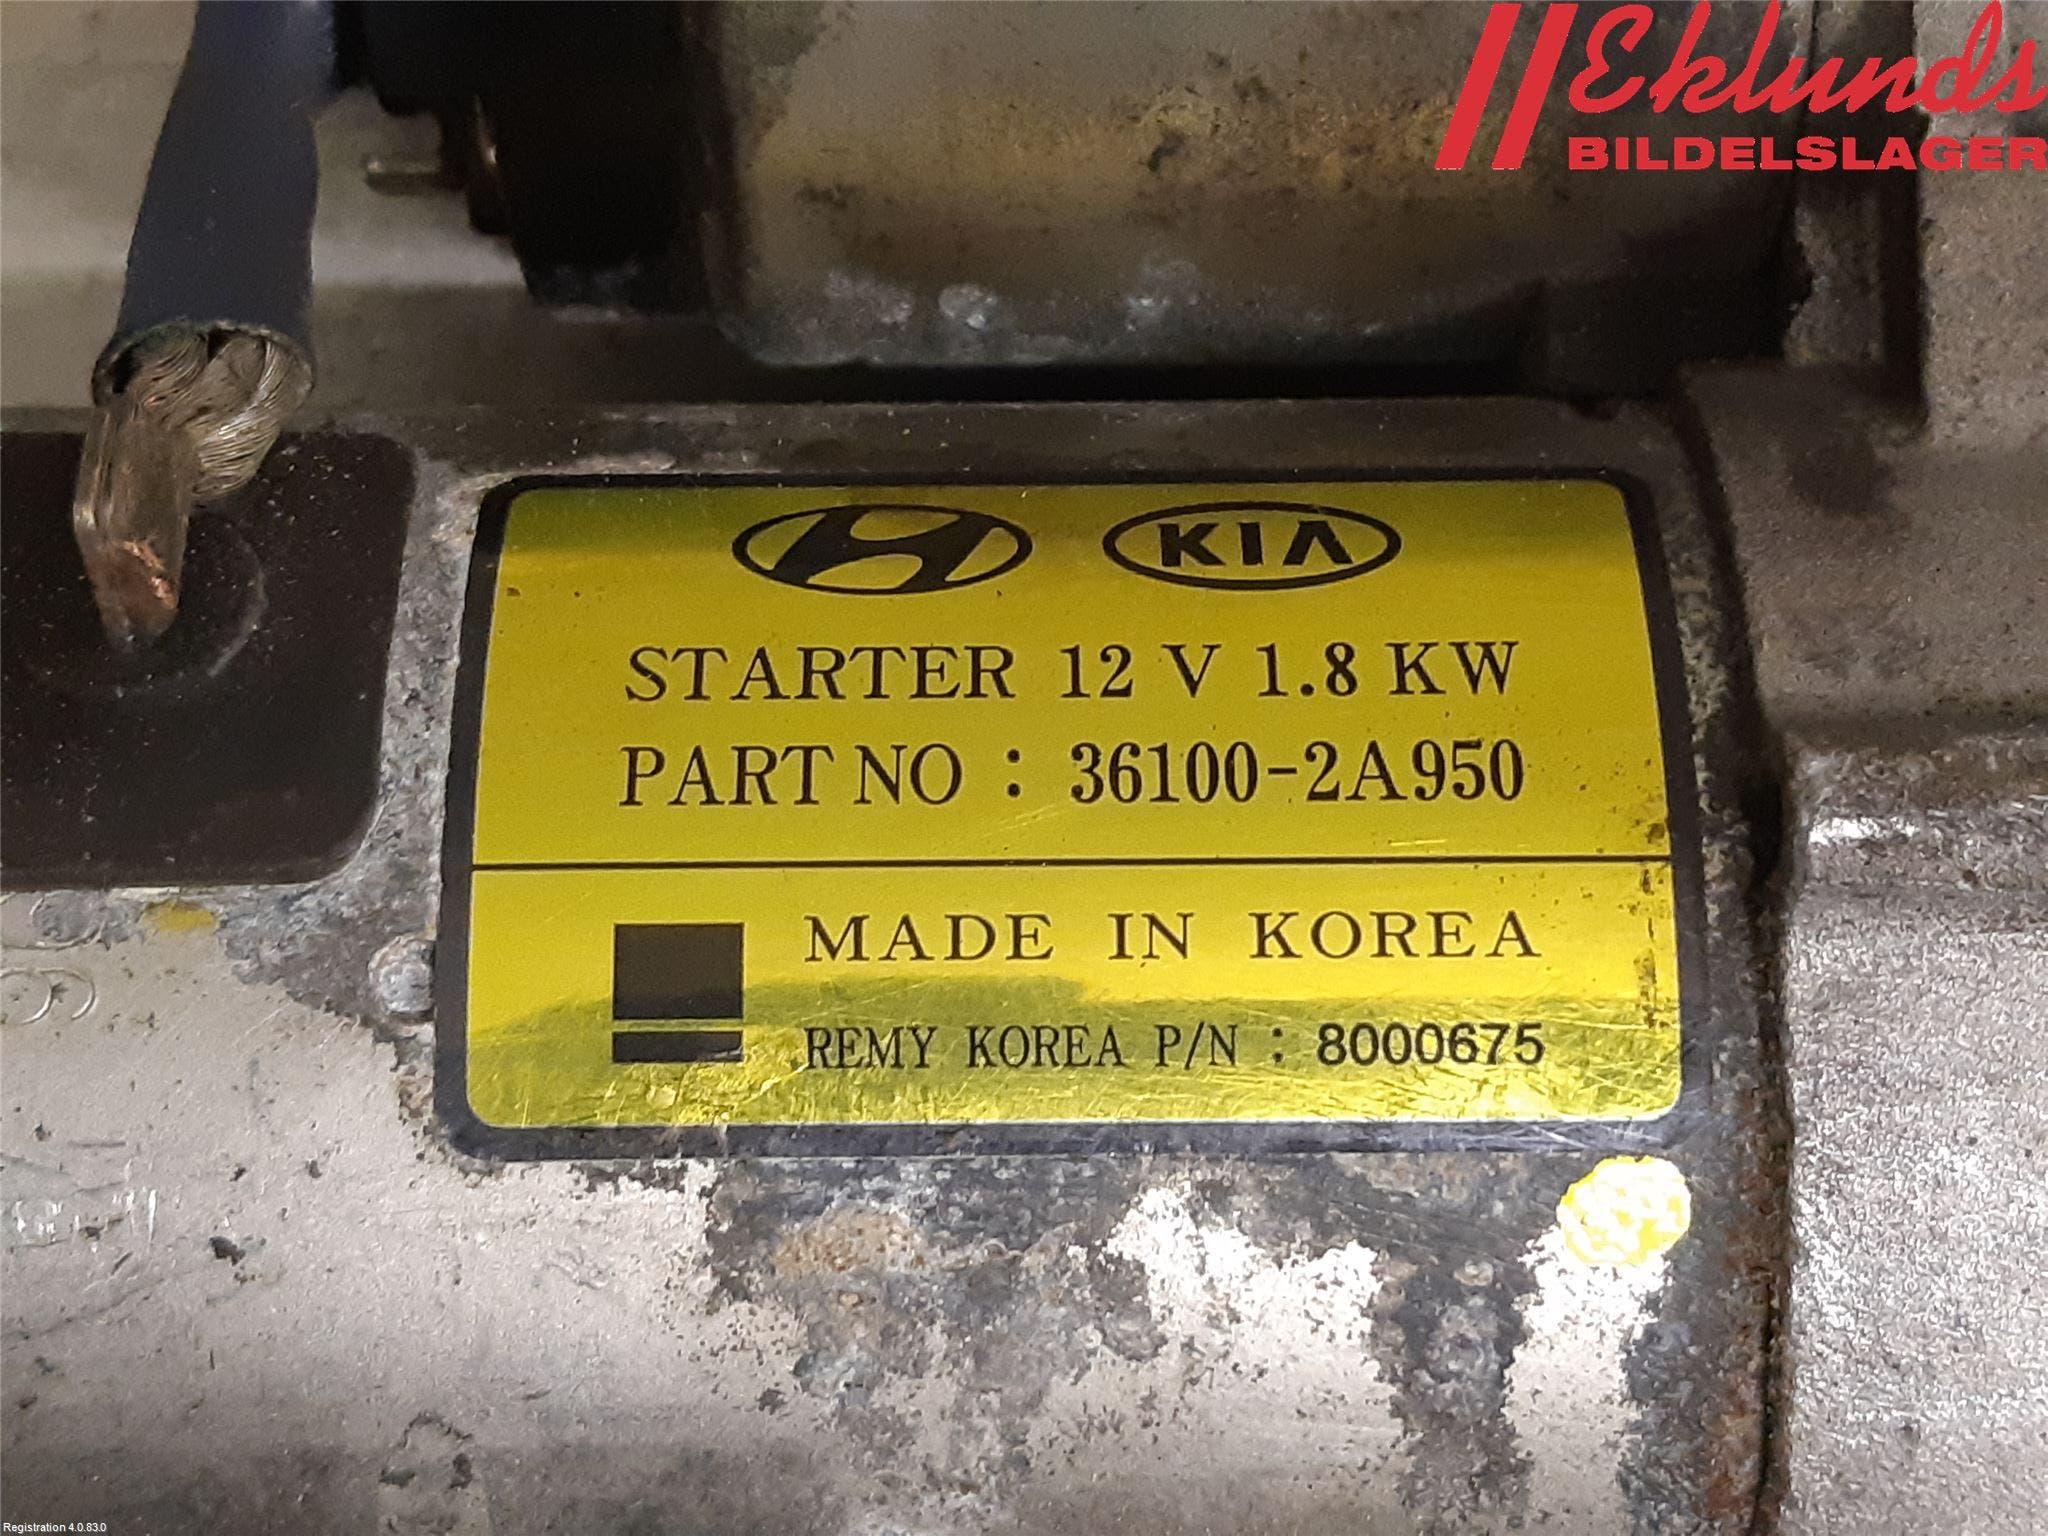 Eklunds
BILDELSLAGER
KIA
STARTER 12 V 1.8 KW
PART NO : 36100-2A950
MADE IN KOREA
REMY KOREA P/N : 8000675
Registration 4.0.83.0